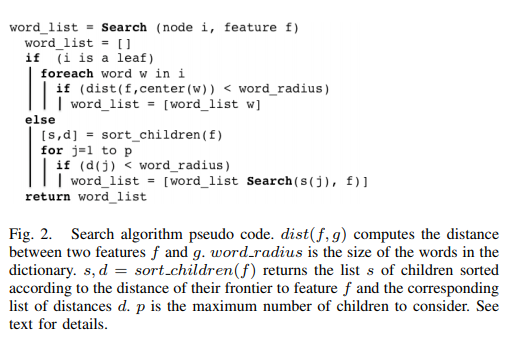 word_list = Search (node i, feature f)
word_list = []
if (i is a leaf)
foreach word w in i
if (dist(f,center(w)) < word_radius)
word_list = [word_list w]
else
[s,d] = sort_children(f)
for j=1 to p
if (d(j) < word_radius)
word_list = [word_list Search(s(j), f)]
return word_list
Fig. 2. Search algorithm pseudo code. dist(f, g) computes the distance
between two features f and g. word_radius is the size of the words in the
dictionary. s, d = sort_children(f) returns the list s of children sorted
according to the distance of their frontier to feature f and the corresponding
list of distances d. p is the maximum number of children to consider. See
text for details.